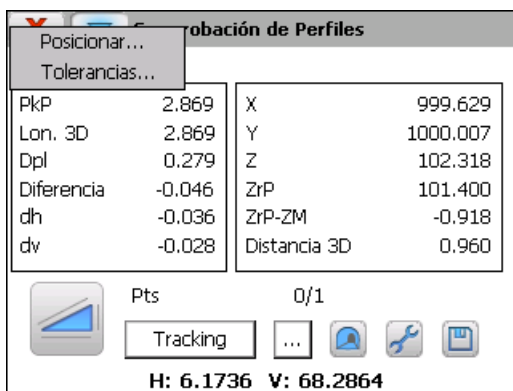 robación de Perfiles
Posicionar...
Tolerancias...
PkP 2.869
Lon. 3D 2.869
Dpl 0.279
Diferencia -0.046
dh -0.036
dv -0.028
X 999.629
Y 1000.007
Z 102.318
ZrP 101.400
ZrP-ZM -0.918
Distancia 3D 0.960
Pts 0/1
Tracking ...
H: 6.1736 V: 68.2864